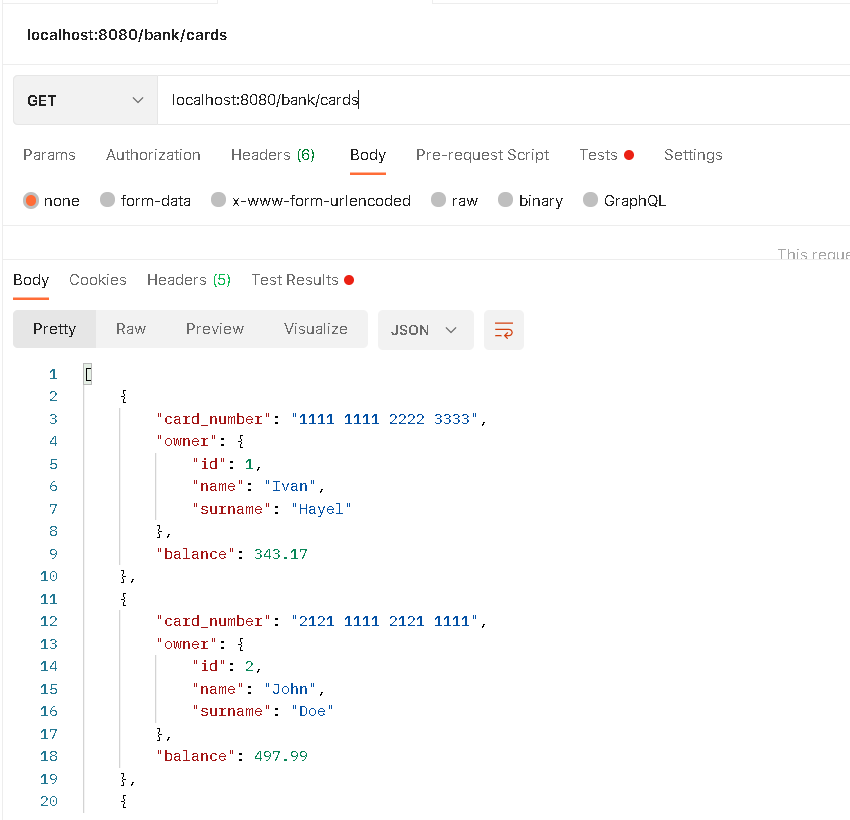 localhost:8080/bank/cards
GET localhost:8080/bank/cards
Params Authorization Headers (6) Body Pre-request Script Tests Settings
none form-data x-www-form-urlencoded raw binary GraphQL
This reque
Body Cookies Headers (5) Test Results
Pretty Raw Preview Visualize JSON
1 [
2 {
3 "card_number": "1111 1111 2222 3333",
4 "owner": {
5 "id": 1,
6 "name": "Ivan",
7 "surname": "Hayel"
8 },
9 "balance": 343.17
10 },
11 {
12 "card_number": "2121 1111 2121 1111",
13 "owner": {
14 "id": 2,
15 "name": "John",
16 "surname": "Doe"
17 },
18 "balance": 497.99
19 },
20 {